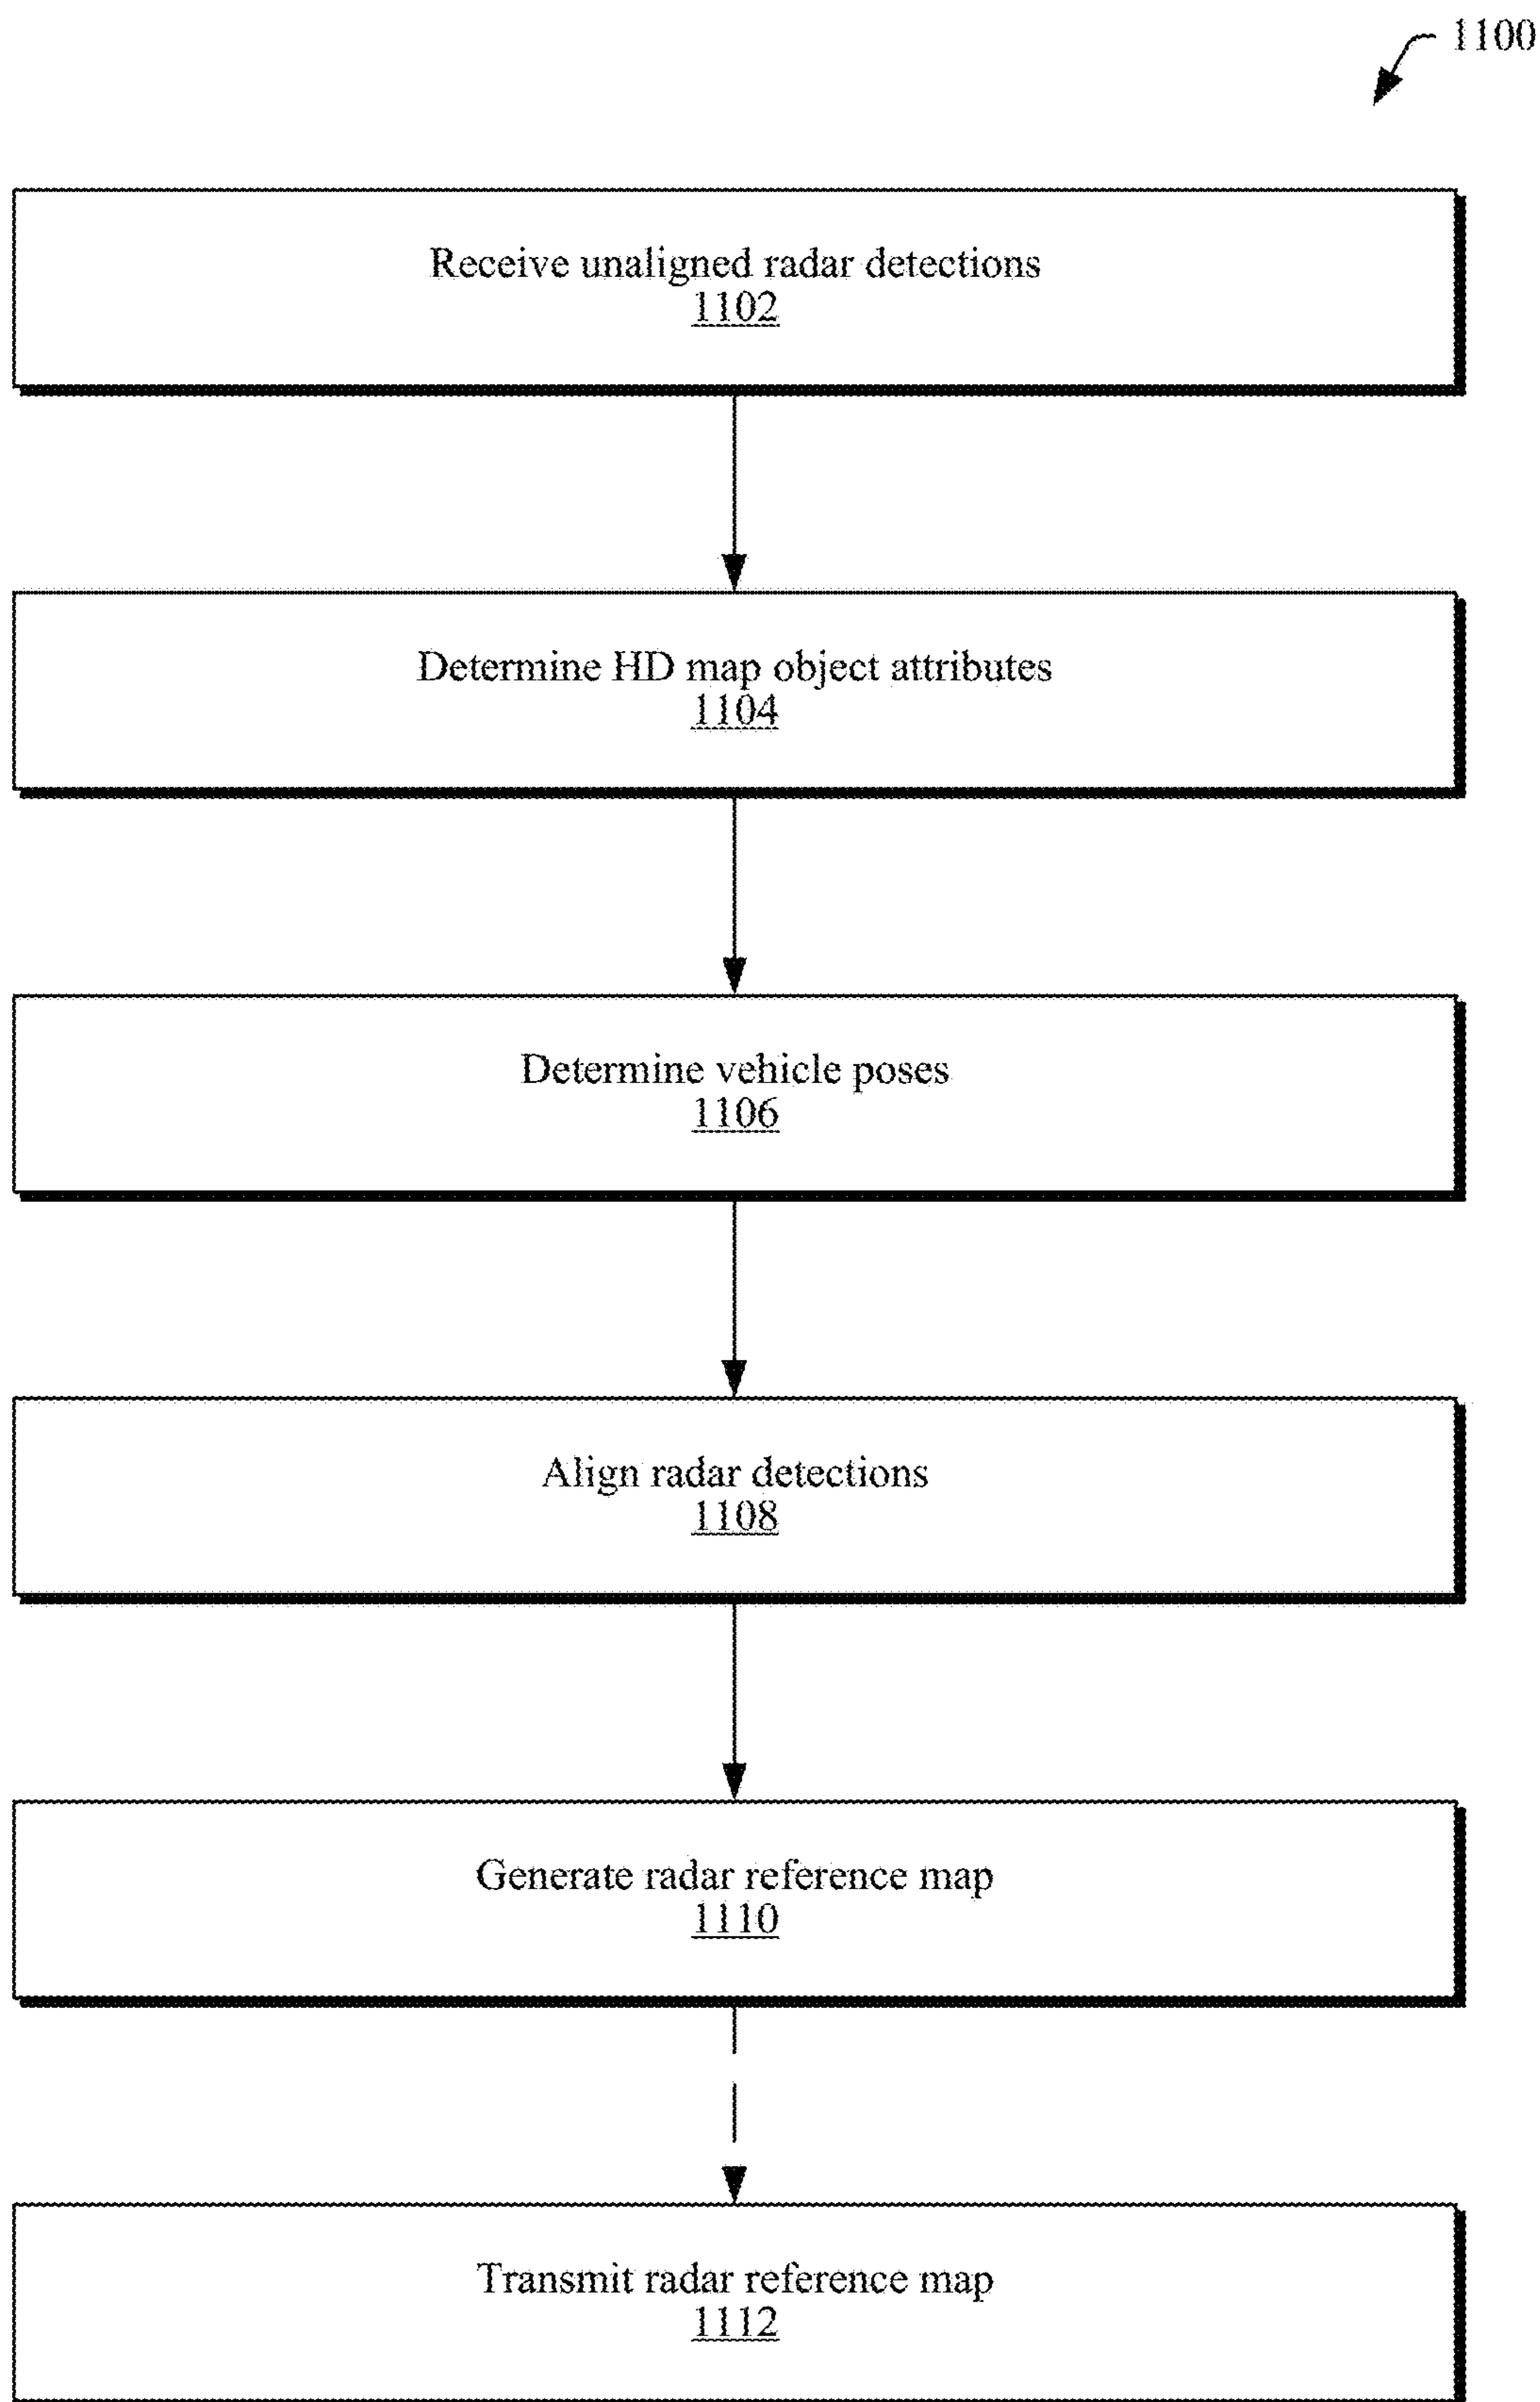 1100
Receive unaligned radar detections
1102
Determine HD map object attributes
1104
Determine vehicle poses
1106
Align radar detections
1108
Generate radar reference map
1110
Transmit radar reference map
1112